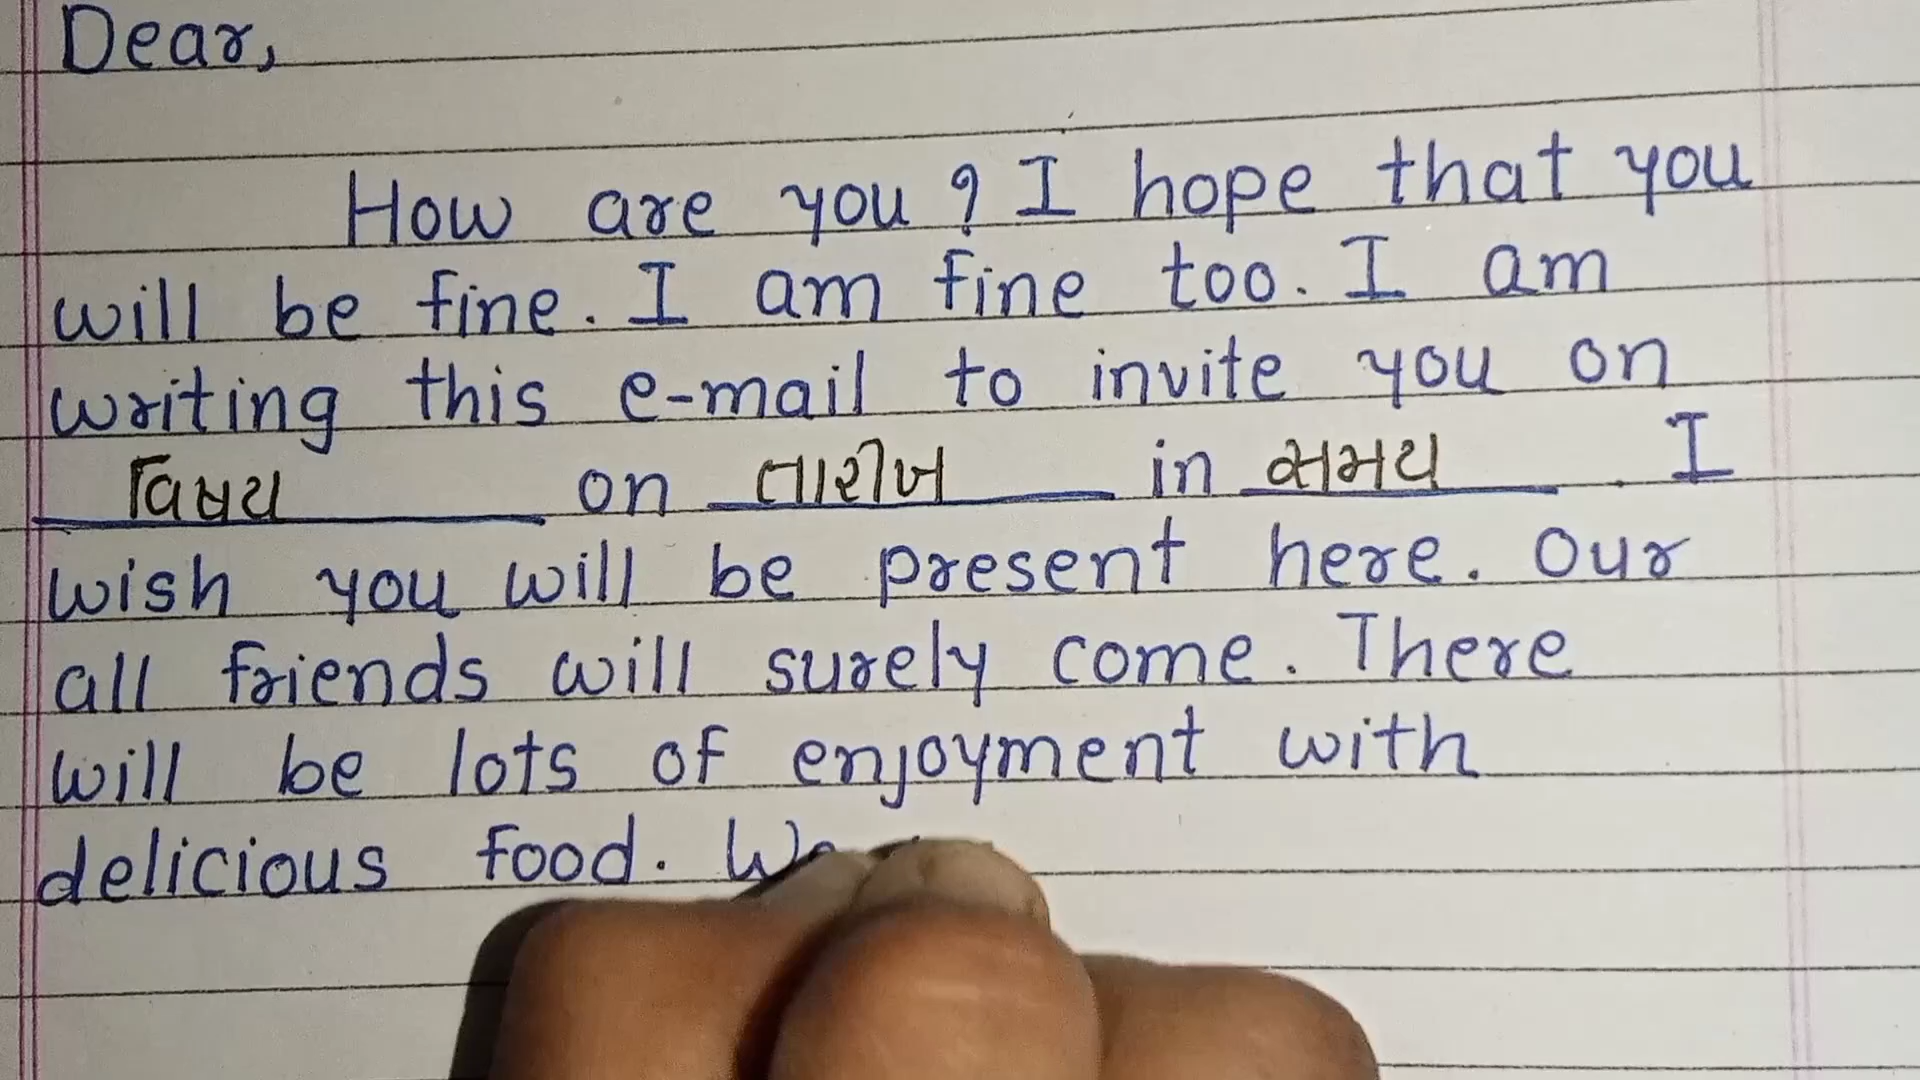 Dear,
How are you? I hope that you
will be fine. I am fine too. I am
writing this e-mail to invite you on
વિષય on તારીખ in સમય . I
wish you will be present here. Our
all friends will surely come. There
will be lots of enjoyment with
delicious food. We